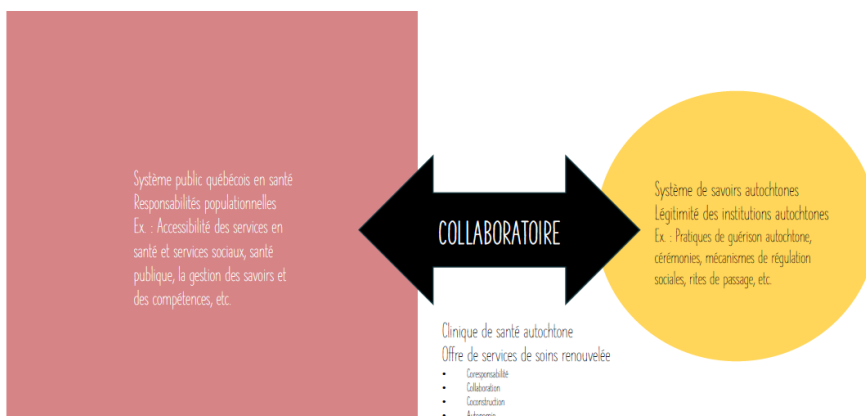 Système public québécois en santé
Responsabilités populationnelles
Ex. : Accessibilité des services en
santé et services sociaux, santé
publique, la gestion des savoirs et
des compétences, etc.
COLLABORATOIRE
Système de savoirs autochtones
Légitimité des institutions autochtones
Ex. : Pratiques de guérison autochtone,
cérémonies, mécanismes de régulation
sociales, rites de passage, etc.
Clinique de santé autochtone
Offre de services de soins renouvelée
• Coresponsabilité
• Collaboration
• Coconstruction
• Autonomie